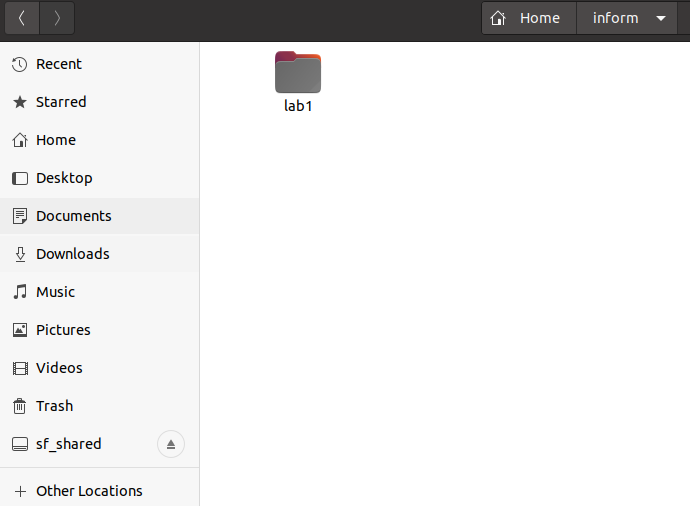 Home inform
lab1
Recent
Starred
Home
Desktop
Documents
Downloads
Music
Pictures
Videos
Trash
sf_shared
Other Locations